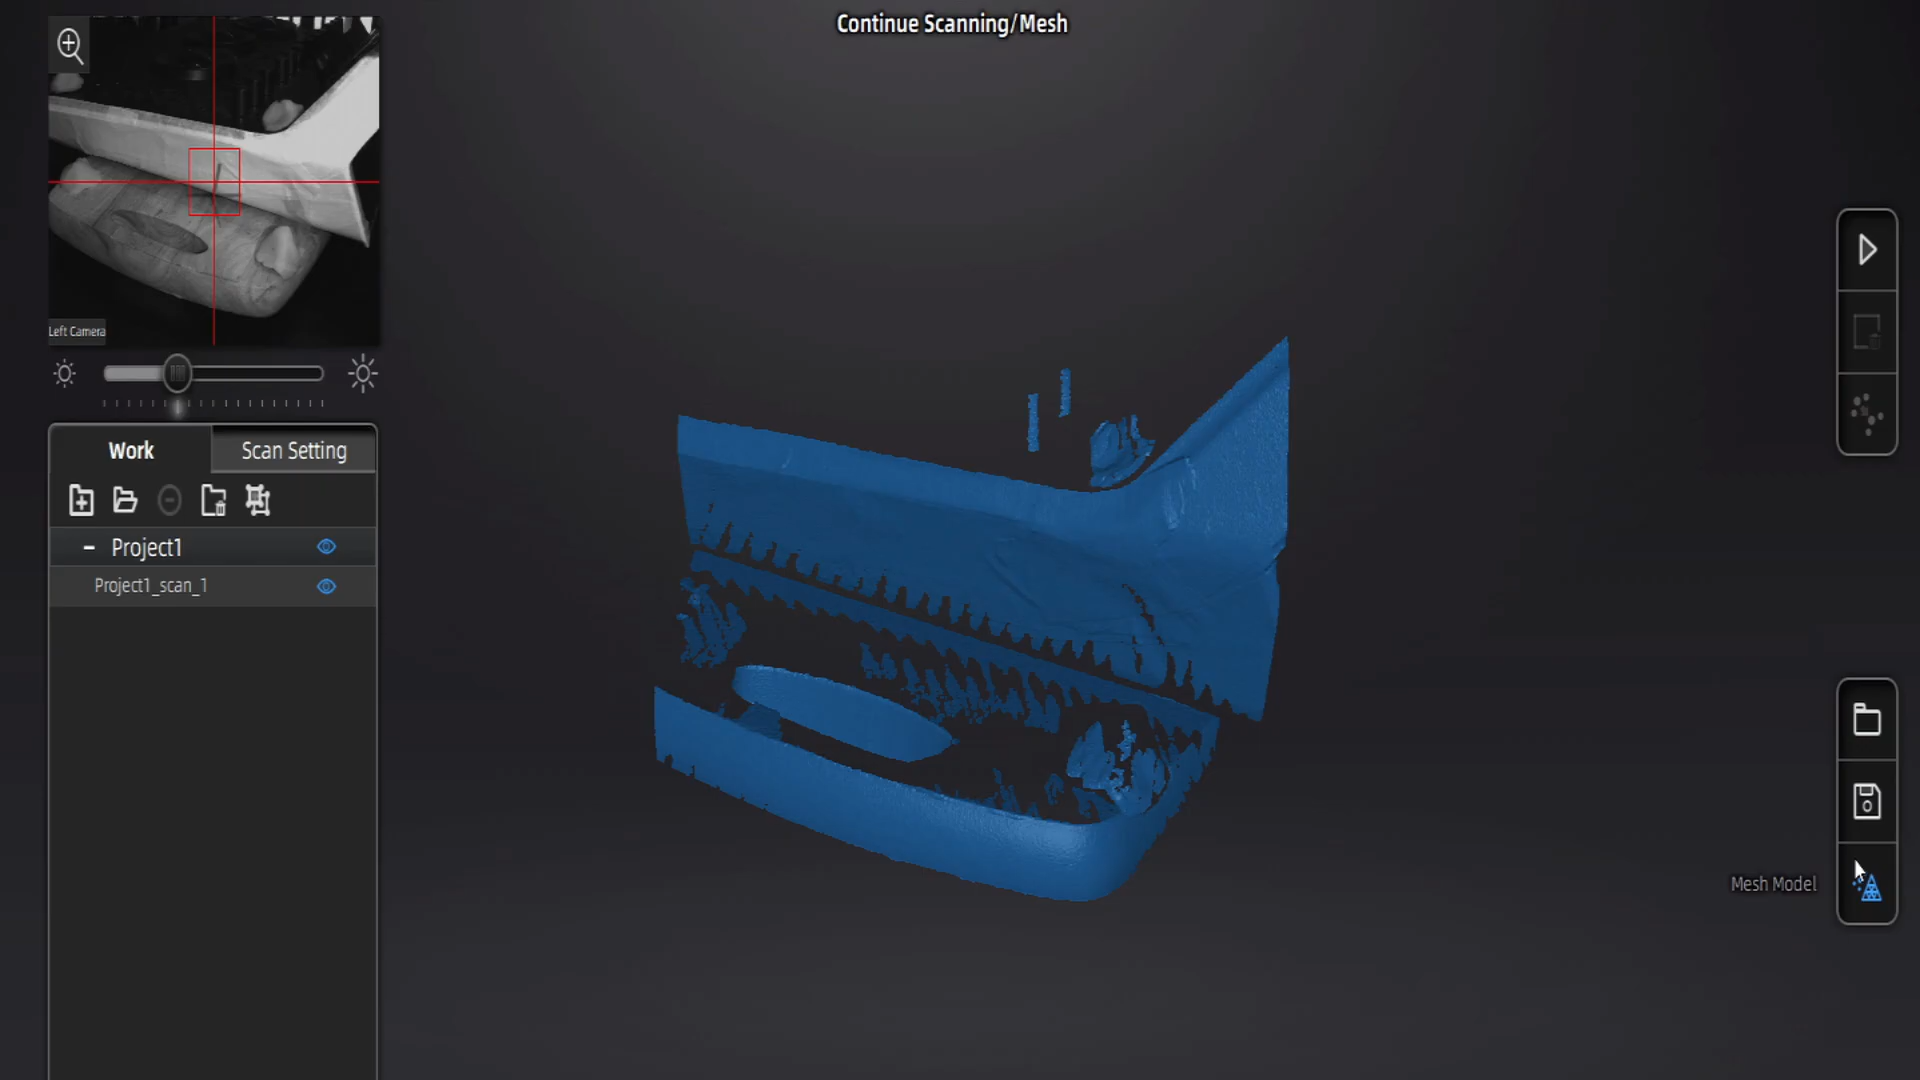 Continue Scanning/Mesh
Left Camera
Work
Scan Setting
Project1
Project1_scan_1
Mesh Model